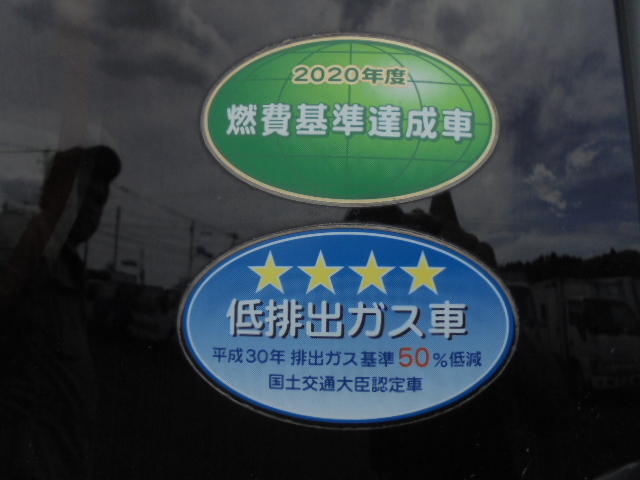 2020年度
燃費基準達成車
低排出ガス車
平成30年 排出ガス基準50%低減
国土交通大臣認定車